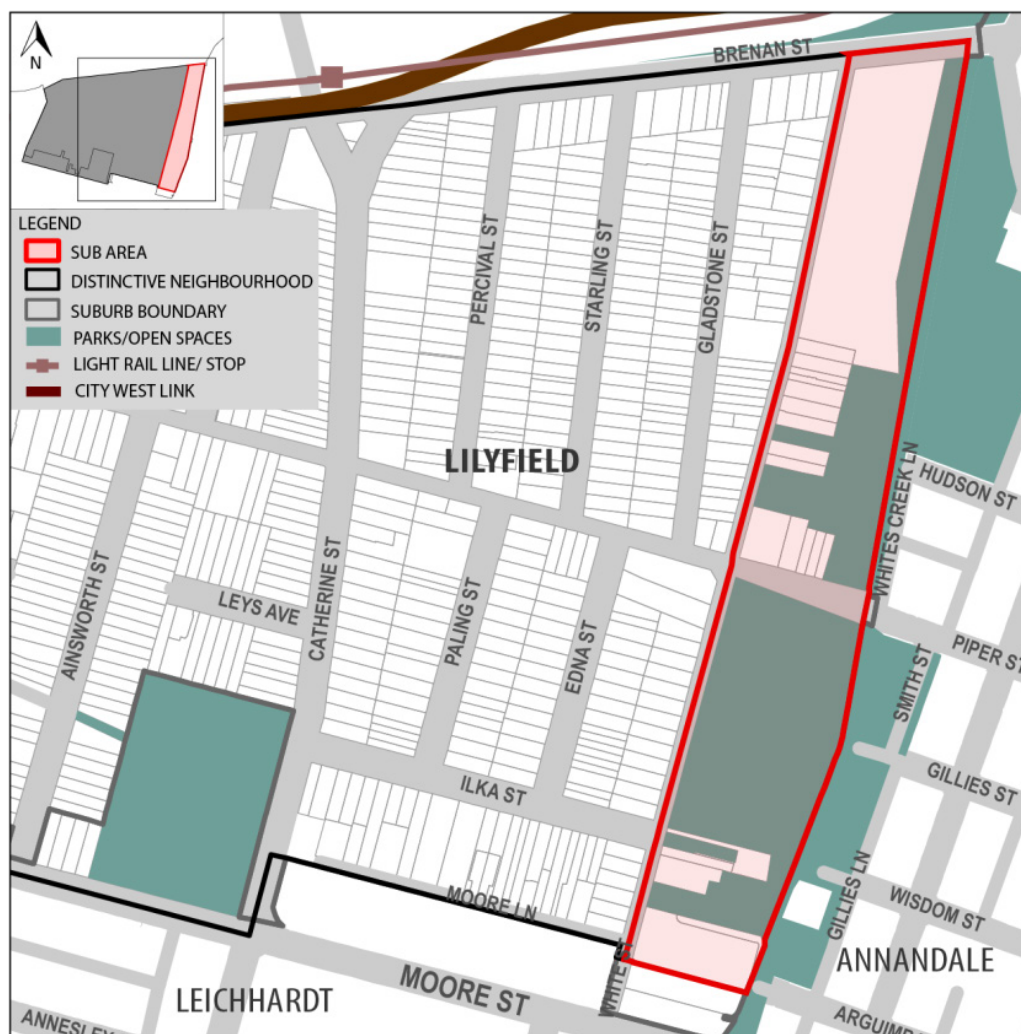 N
LEGEND
SUB AREA
DISTINCTIVE NEIGHBOURHOOD
SUBURB BOUNDARY
PARKS/OPEN SPACES
LIGHT RAIL LINE/ STOP
CITY WEST LINK
BRENAN ST
PERCIVAL ST
STARLING ST
GLADSTONE ST
LILYFIELD
HUDSON ST
WHITES CREEK LN
AINSWORTH ST
LEYS AVE
CATHERINE ST
PALING ST
EDNA ST
PIPER ST
SMITH ST
ILKA ST
GILLIES ST
MOORE LN
GILLIES LN
WISDOM ST
WHITE ST
ANNANDALE
LEICHHARDT
MOORE ST
ANNESLEY